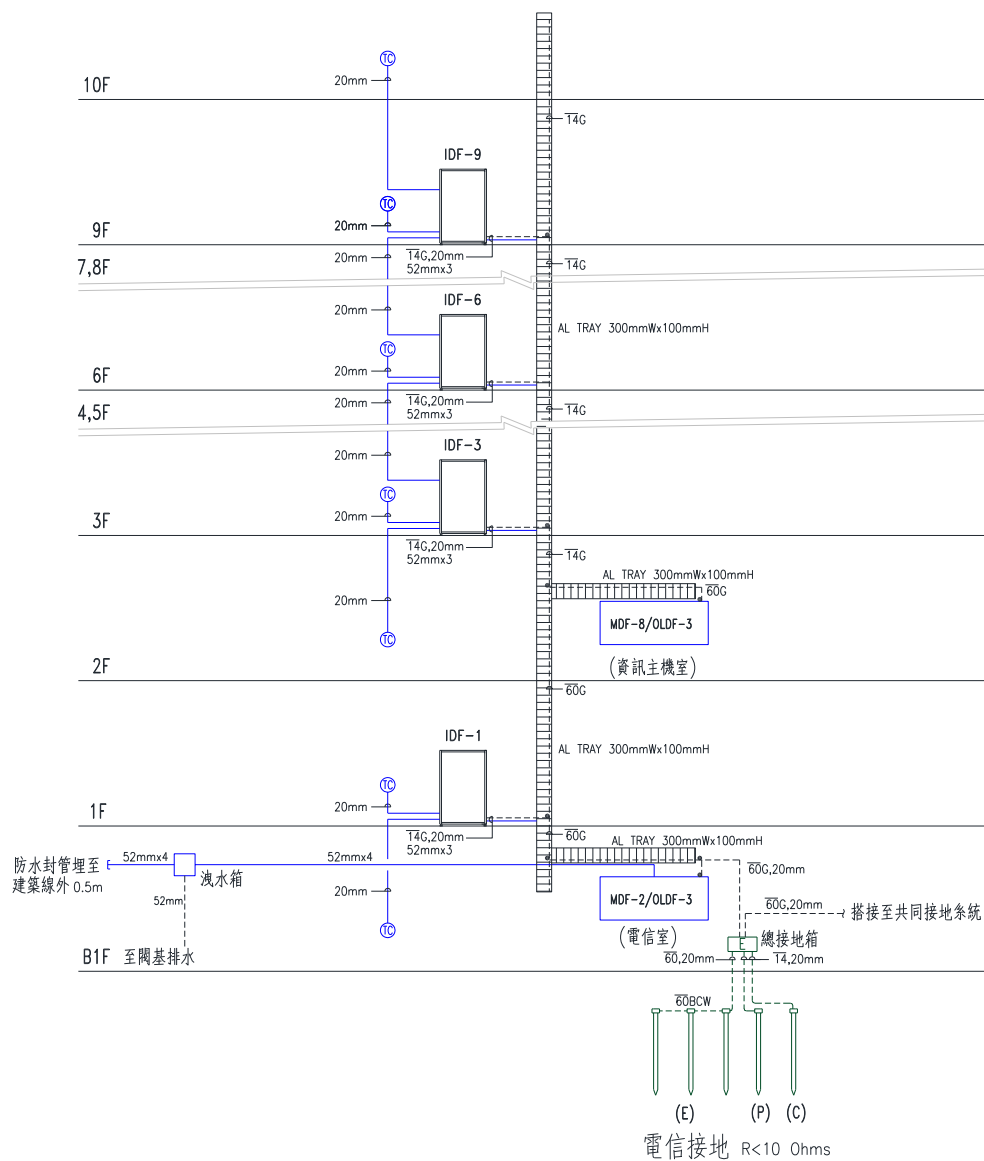 TC
20mm
10F
14G
IDF-9
TC
20mm
9F
20mm
14G,20mm
52mmx3
14G
7,8F
IDF-6
20mm
AL TRAY 300mmWx100mmH
TC
20mm
6F
20mm
14G,20mm
52mmx3
14G
4,5F
IDF-3
20mm
TC
20mm
3F
14G,20mm
52mmx3
14G
AL TRAY 300mmWx100mmH
60G
20mm
MDF-8/OLDF-3
TC
(資訊主機室)
2F
60G
IDF-1
AL TRAY 300mmWx100mmH
TC
20mm
1F
14G,20mm
52mmx3
60G
AL TRAY 300mmWx100mmH
防水封管埋至
建築線外 0.5m
52mmx4
洩水箱
52mmx4
60G,20mm
20mm
52mm
MDF-2/OLDF-3
60G,20mm
搭接至共同接地系統
TC
(電信室)
E
總接地箱
B1F 至閥基排水
60,20mm
14,20mm
60BCW
(E)
(P)
(C)
電信接地 R<10 Ohms